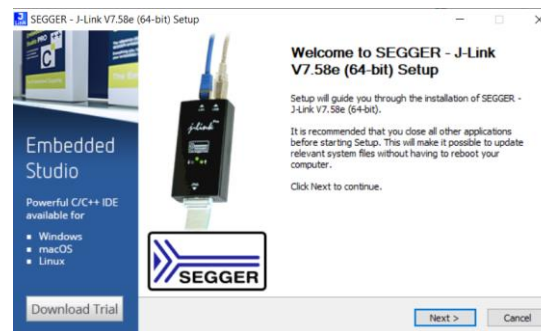 SEGGER - J-Link V7.58e (64-bit) Setup
Embedded
Studio
Powerful C/C++ IDE
available for
Windows
macOS
Linux
Download Trial
J-Link
SEGGER
Welcome to SEGGER - J-Link
V7.58e (64-bit) Setup
Setup will guide you through the installation of SEGGER -
J-Link V7.58e (64-bit).
It is recommended that you close all other applications
before starting Setup. This will make it possible to update
relevant system files without having to reboot your
computer.
Click Next to continue.
Next >
Cancel